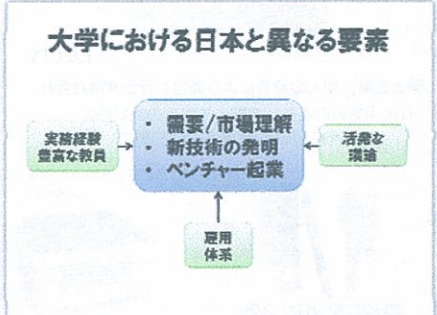 大学における日本と異なる要素
・ 需要/市場理解
・ 新技術の発明
・ ベンチャー起業
実務経験
豊富な教員
活発な
議論
雇用
体系